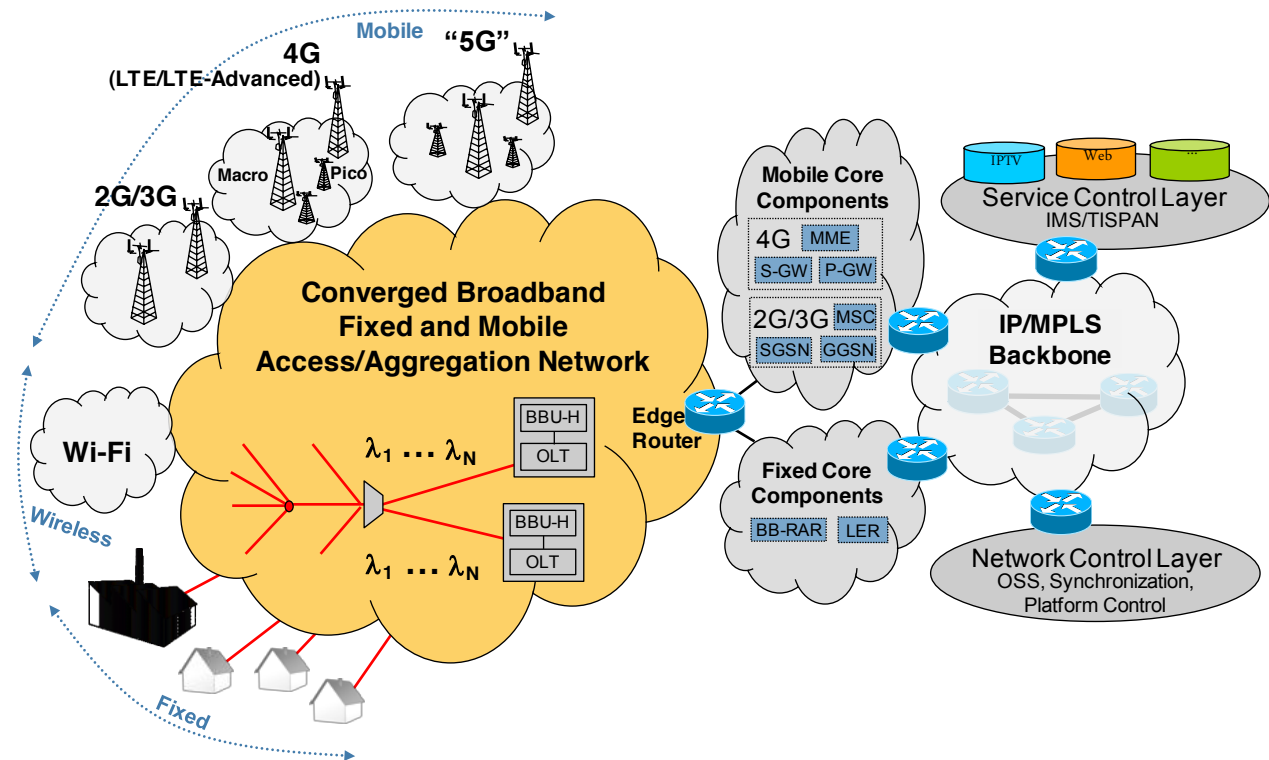 Mobile
4G
(LTE/LTE-Advanced)
“5G”
Macro
Pico
2G/3G
Wi-Fi
Wireless
Fixed
Converged Broadband
Fixed and Mobile
Access/Aggregation Network
λ1 ... λN
BBU-H
OLT
λ1 ... λN
BBU-H
OLT
Edge
Router
Mobile Core
Components
4G
MME
S-GW
P-GW
2G/3G
MSC
SGSN
GGSN
Fixed Core
Components
BB-RAR
LER
IPTV
Web
...
Service Control Layer
IMS/TISPAN
IP/MPLS
Backbone
Network Control Layer
OSS, Synchronization,
Platform Control